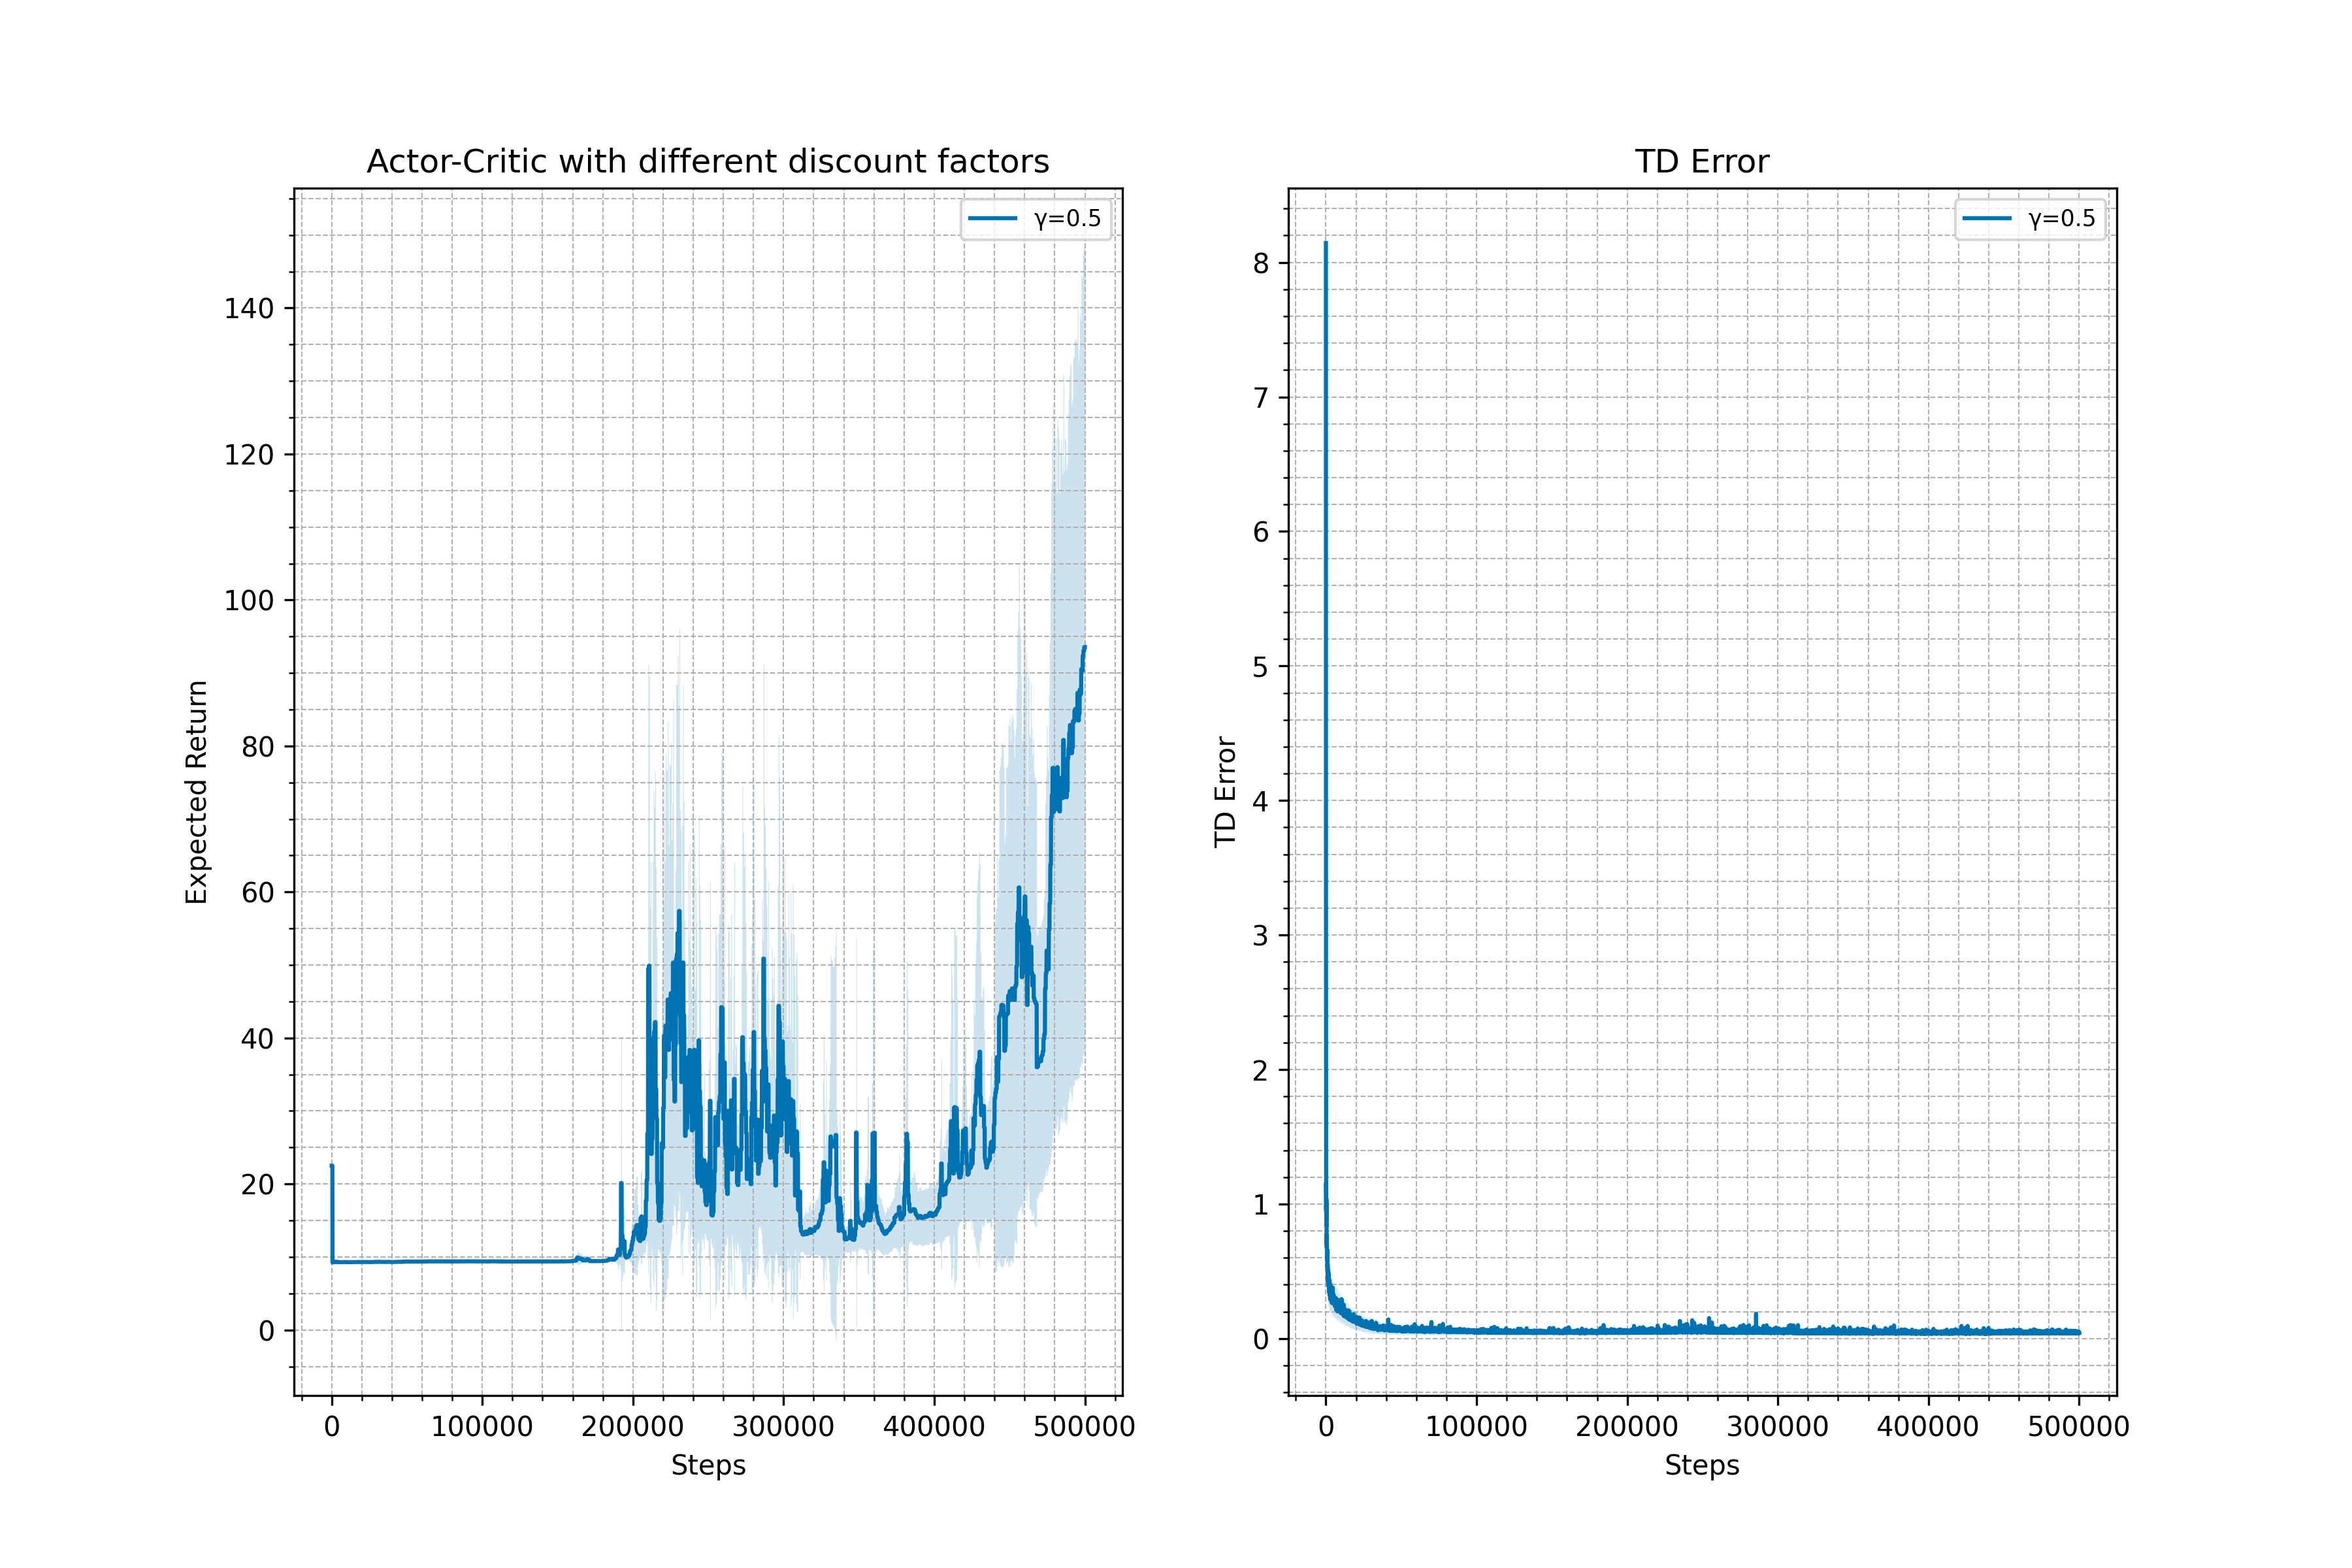 Actor-Critic with different discount factors
γ=0.5
140
120
100
80
60
40
20
0
Expected Return
0 100000 200000 300000 400000 500000
Steps
TD Error
γ=0.5
8
7
6
5
4
3
2
1
0
TD Error
0 100000 200000 300000 400000 500000
Steps